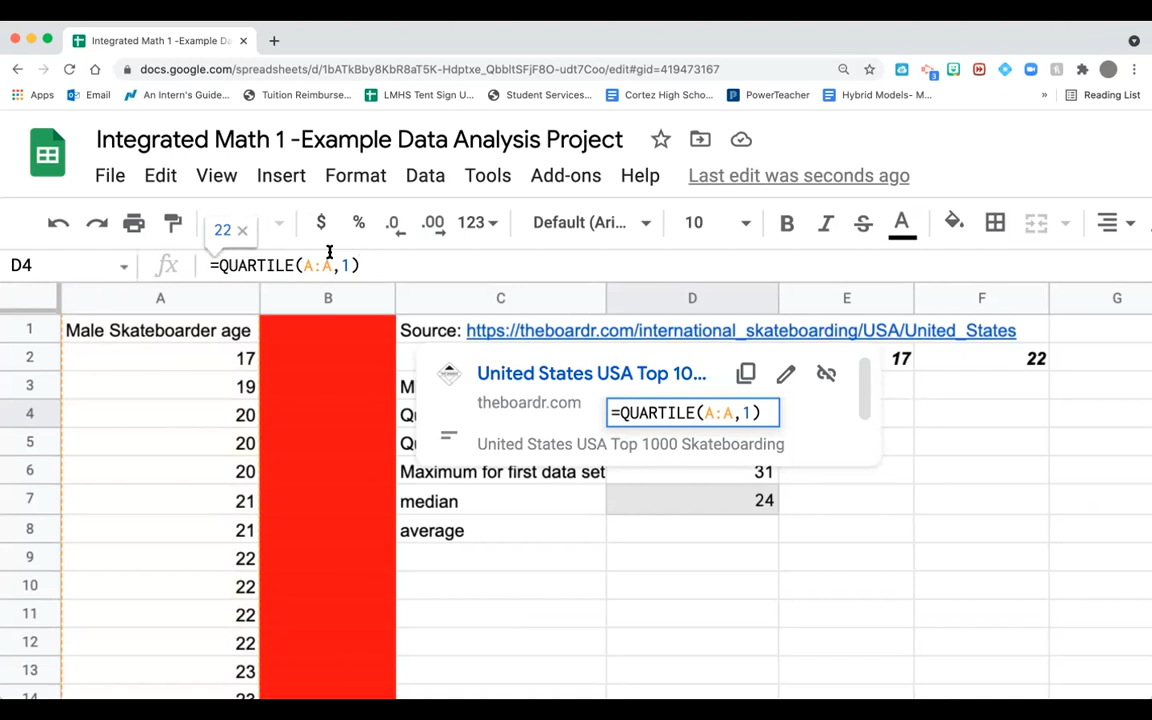 Integrated Math 1 -Example Da
docs.google.com/spreadsheets/d/1bATkBby8KbR8aT5K-Hdptxe_QbbltSFjF8O-udt7Coo/edit#gid=419473167
Apps Email An Intern's Guide... Tuition Reimburse... LMHS Tent Sign U... Student Services... Cortez High Scho... PowerTeacher Hybrid Models- M... » Reading List
Integrated Math 1 -Example Data Analysis Project
File Edit View Insert Format Data Tools Add-ons Help Last edit was seconds ago
22 × $ % .0 .00 123 Default (Ari... 10 B I S A
D4 fx =QUARTILE(A:A,1)
A B C D E F G
1 Male Skateboarder age Source: https://theboardr.com/international_skateboarding/USA/United_States
2 17 17 22
United States USA Top 10...
3 19 M
theboardr.com
4 20 Qu =QUARTILE(A:A,1)
5 20 Qu United States USA Top 1000 Skateboarding
6 20 Maximum for first data set 31
7 21 median 24
8 21 average
9 22
10 22
11 22
12 22
13 23
14 23